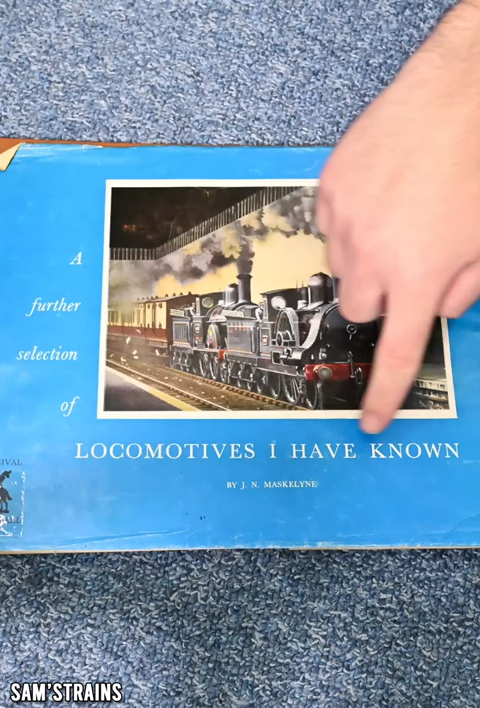 A
further
selection
of
LOCOMOTIVES I HAVE KNOWN
BY J. N. MASKELYNE
SAM'STRAINS